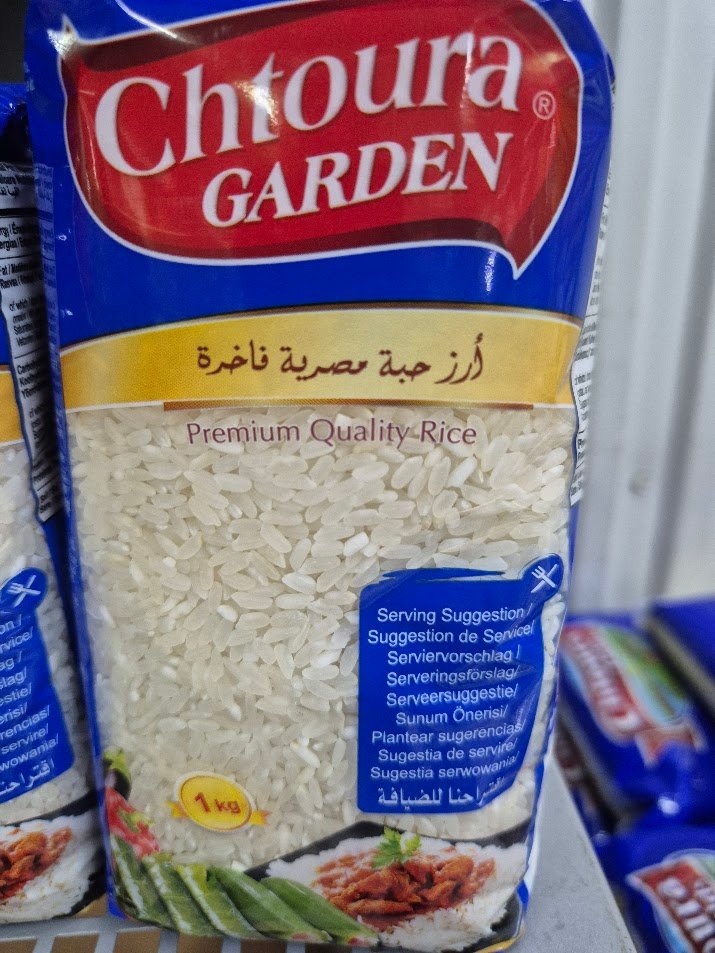 Chtoura®
GARDEN
أرز حبة مصرية فاخرة
Premium Quality Rice
Serving Suggestion /
Suggestion de Service/
Serviervorschlag /
Serveringsförslag/
Serveersuggestie/
Sunum Önerisi/
Plantear sugerencias/
Sugestia de servire/
Sugestia serwowania/
إقتراحنا للضيافة
1 kg